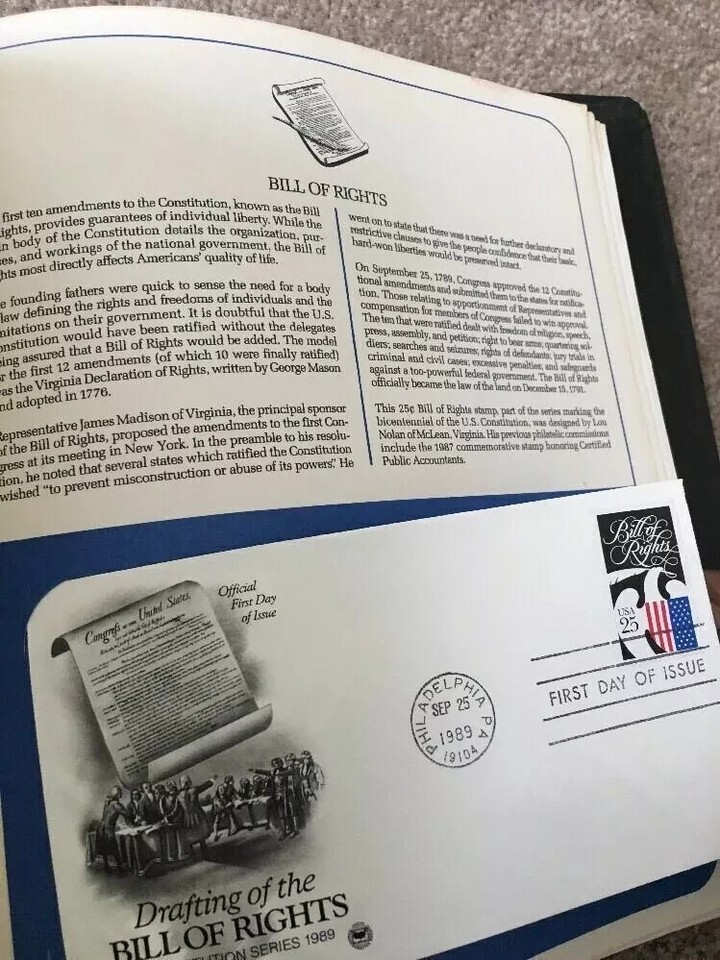 BILL OF RIGHTS
first ten amendments to the Constitution, known as the Bill
ights, provides guarantees of individual liberty. While the
n body of the Constitution details the organization, pur-
es, and workings of the national government, the Bill of
hts most directly affects Americans' quality of life.
e founding fathers were quick to sense the need for a body
law defining the rights and freedoms of individuals and the
mitations on their government. It is doubtful that the U.S.
onstitution would have been ratified without the delegates
eing assured that a Bill of Rights would be added. The model
r the first 12 amendments (of which 10 were finally ratified)
as the Virginia Declaration of Rights, written by George Mason
nd adopted in 1776.
Representative James Madison of Virginia, the principal sponsor
of the Bill of Rights, proposed the amendments to the first Con-
gress at its meeting in New York. In the preamble to his resolu-
tion, he noted that several states which ratified the Constitution
wished "to prevent misconstruction or abuse of its powers." He
went on to state that there was a need for further declaratory and
restrictive clauses to give the people confidence that their basic,
hard-won liberties would be preserved intact.
On September 25, 1789, Congress approved the 12 Constitu-
tional amendments and submitted them to the states for ratifica-
tion. Those relating to apportionment of Representatives and
compensation for members of Congress failed to win approval.
The ten that were ratified dealt with freedom of religion, speech,
press, assembly, and petition; right to bear arms; quartering sol-
diers; searches and seizures; rights of defendants; jury trials in
criminal and civil cases; excessive penalties; and safeguards
against a too-powerful federal government. The Bill of Rights
officially became the law of the land on December 15, 1791.
This 25¢ Bill of Rights stamp, part of the series marking the
bicentennial of the U.S. Constitution, was designed by Lou
Nolan of McLean, Virginia. His previous philatelic commissions
include the 1987 commemorative stamp honoring Certified
Public Accountants.
Bill of
Rights
USA
25
Official
First Day
of Issue
Congress of the United States,
PHILADELPHIA PA
SEP 25
1989
19104
FIRST DAY OF ISSUE
Drafting of the
BILL OF RIGHTS
UTION SERIES 1989